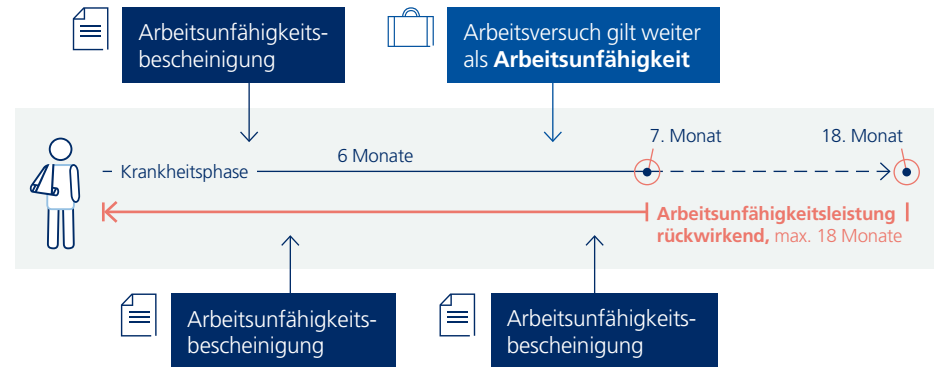 Arbeitsunfähigkeits-
bescheinigung
Arbeitsversuch gilt weiter
als Arbeitsunfähigkeit
7. Monat
18. Monat
6 Monate
Krankheitsphase
Arbeitsunfähigkeitsleistung
rückwirkend, max. 18 Monate
Arbeitsunfähigkeits-
bescheinigung
Arbeitsunfähigkeits-
bescheinigung